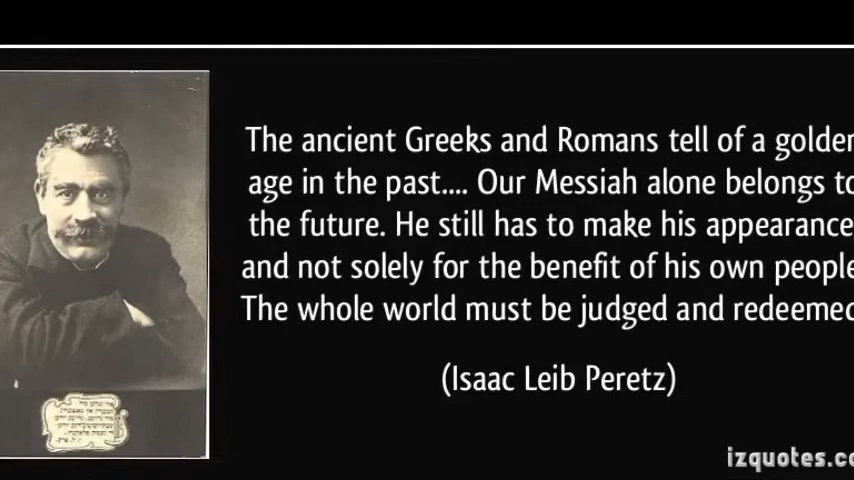 The ancient Greeks and Romans tell of a golden
age in the past.... Our Messiah alone belongs to
the future. He still has to make his appearance
and not solely for the benefit of his own people
The whole world must be judged and redeemed
(Isaac Leib Peretz)
izquotes.co